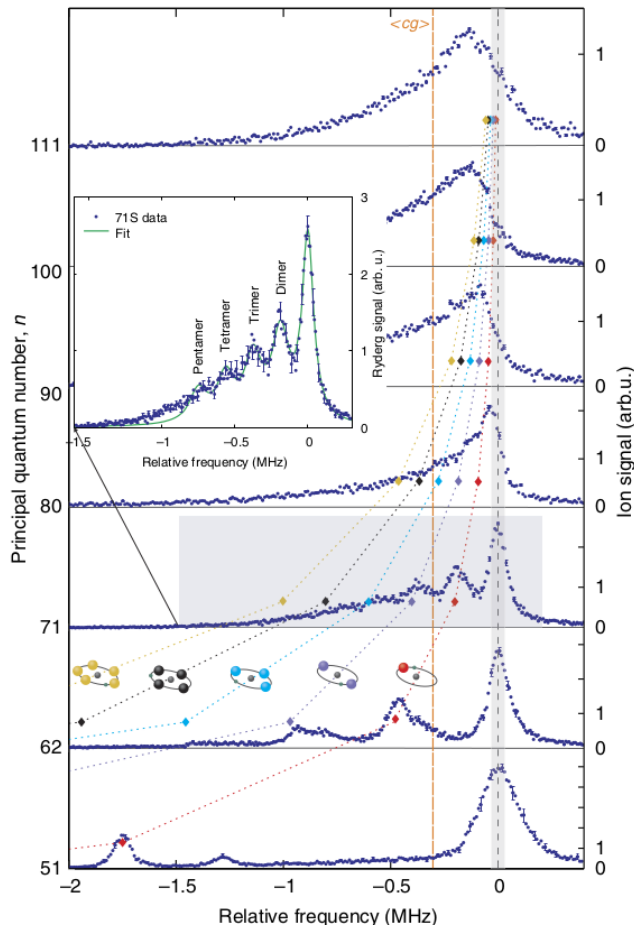 <cg>
1
0
111
1
0
100
1
0
90
1
0
80
1
0
71
1
0
62
1
0
51
Principal quantum number, n
Ion signal (arb.u.)
−2
−1.5
−1
−0.5
0
Relative frequency (MHz)
71S data
Fit
Pentamer
Tetramer
Trimer
Dimer
3
2
1
0
Ryderg signal (arb. u.)
−1.5
−1
−0.5
0
Relative frequency (MHz)